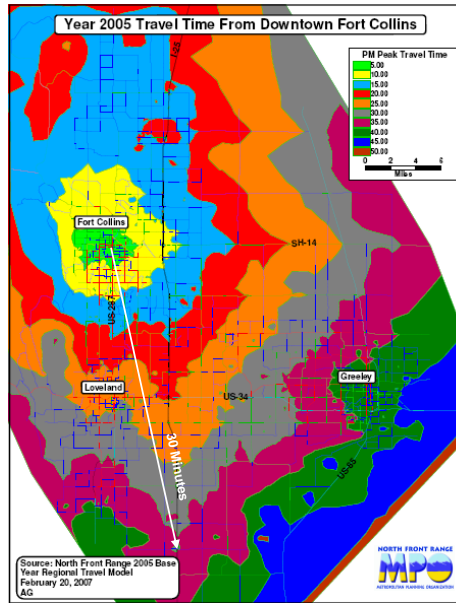 Year 2005 Travel Time From Downtown Fort Collins
I-25
PM Peak Travel Time
5.00
10.00
15.00
20.00
25.00
30.00
35.00
40.00
45.00
50.00
0 2 4 6
Miles
Fort Collins
SH-14
US-287
Loveland
Greeley
US-34
30 Minutes
US-85
Source: North Front Range 2005 Base
Year Regional Travel Model
February 20, 2007
AG
NORTH FRONT RANGE
MPO
METROPOLITAN PLANNING ORGANIZATION